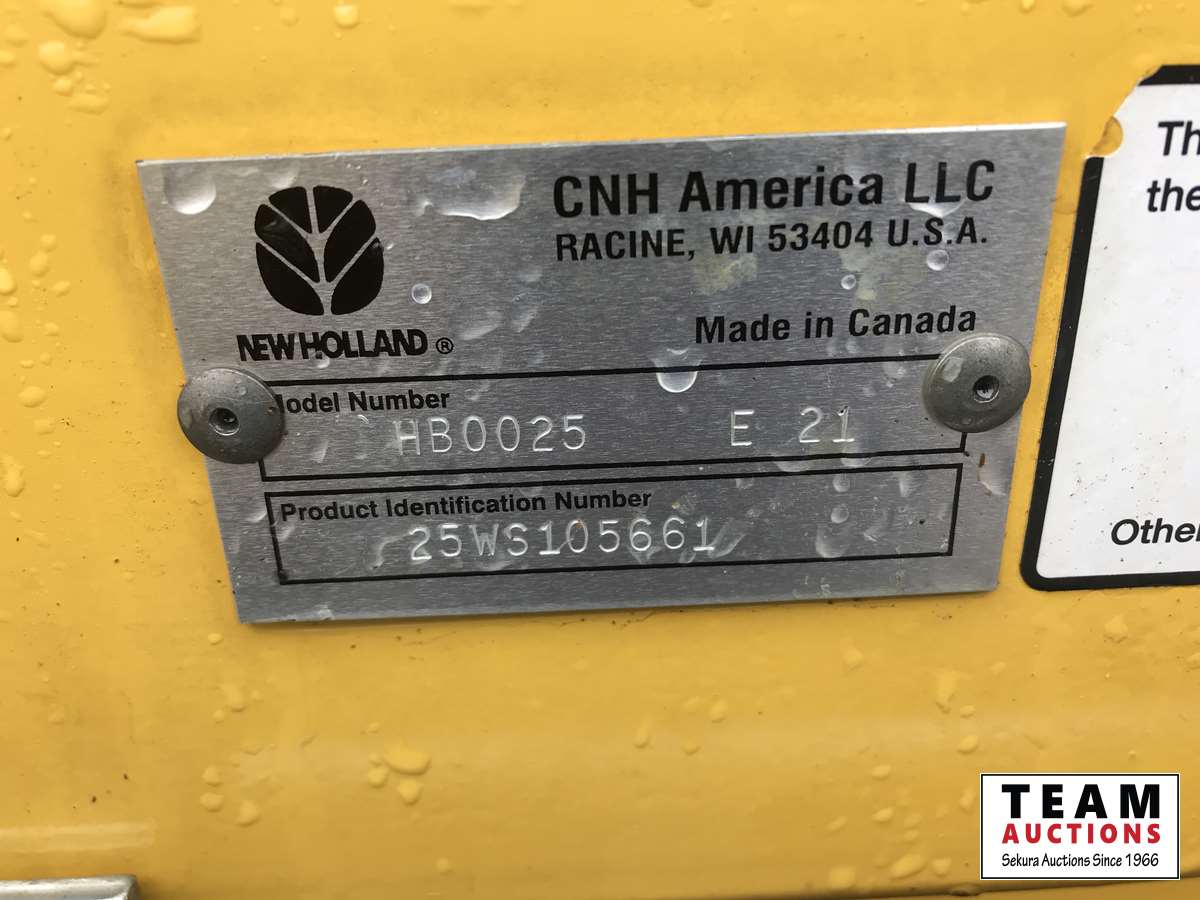 CNH America LLC
RACINE, WI 53404 U.S.A.
NEW HOLLAND ®
Made in Canada
Model Number
HB0025 E 21
Product Identification Number
25WS105661
Th
the
Other
TEAM
AUCTIONS
Sekura Auctions Since 1966